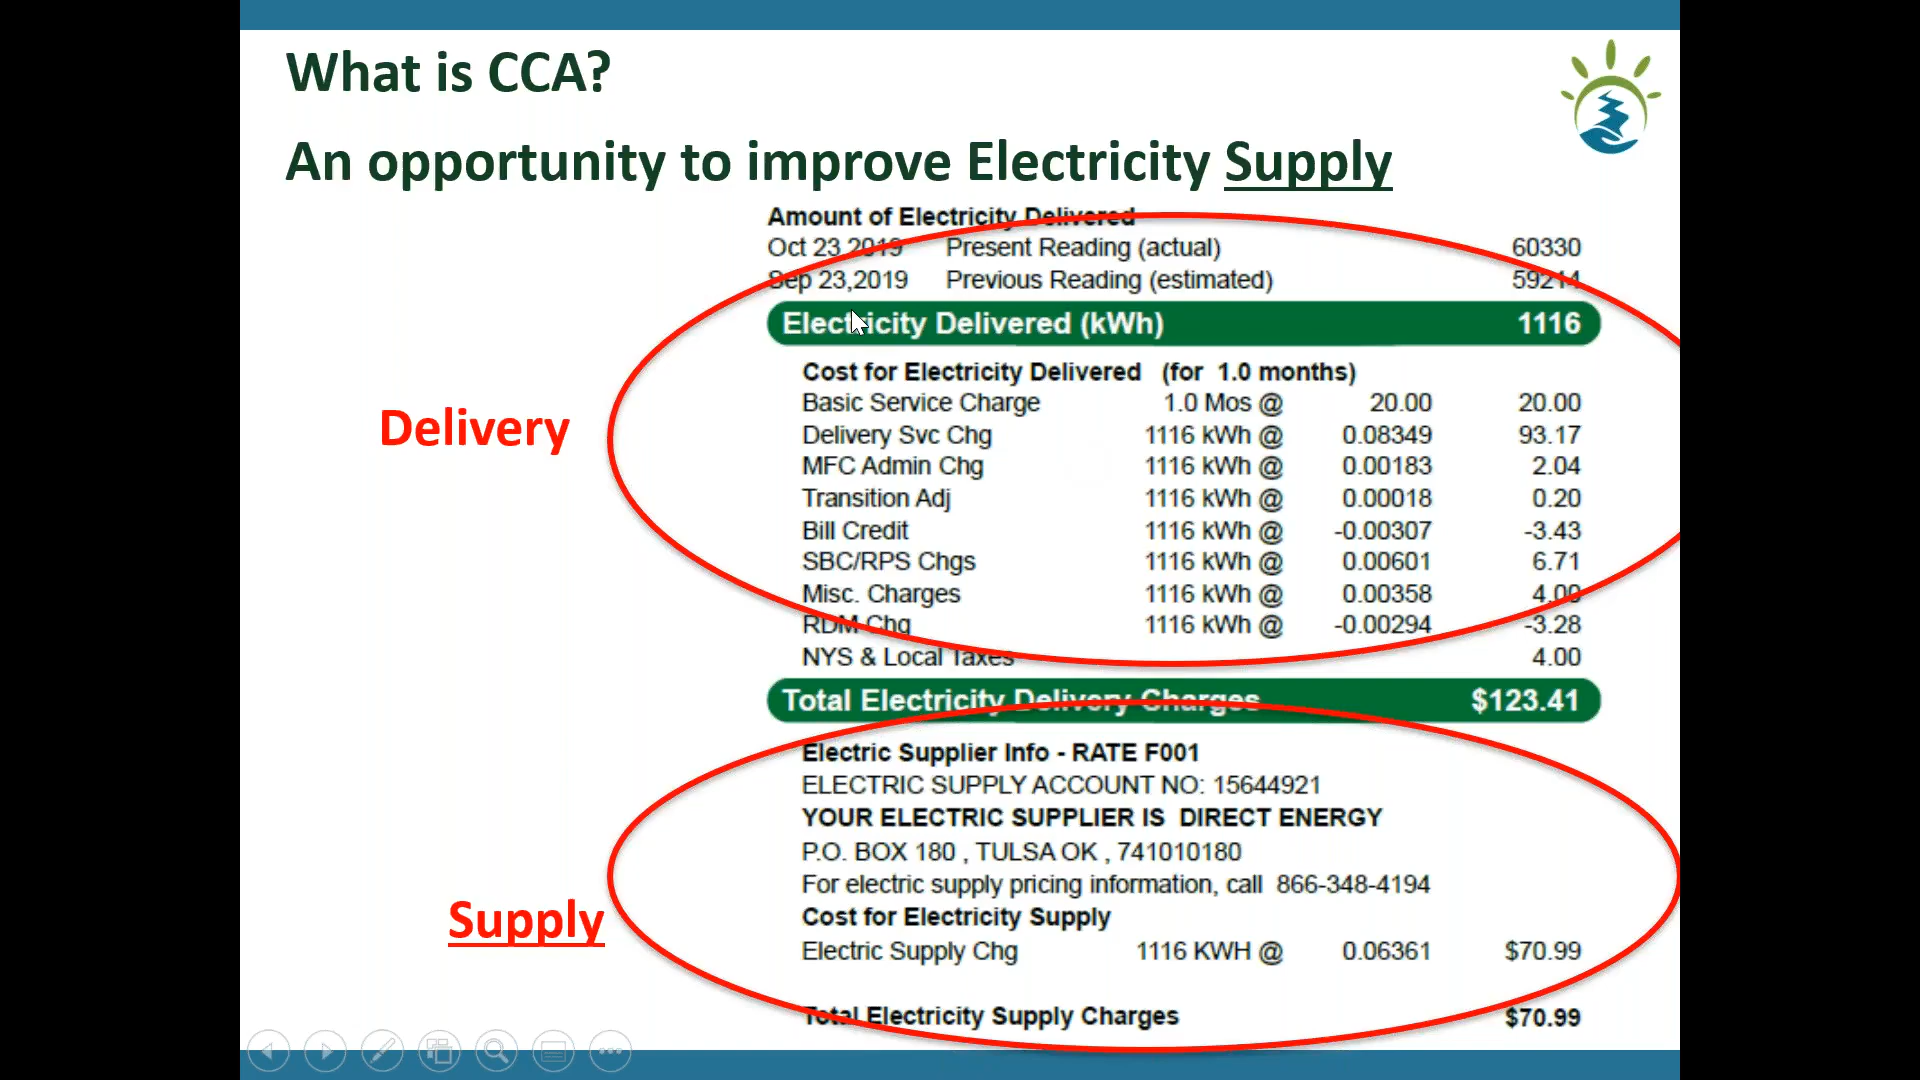 What is CCA?
An opportunity to improve Electricity Supply
Amount of Electricity Delivered
Oct 23,2019 Present Reading (actual) 60330
Sep 23,2019 Previous Reading (estimated) 59214
Electricity Delivered (kWh) 1116
Cost for Electricity Delivered (for 1.0 months)
Basic Service Charge 1.0 Mos @ 20.00 20.00
Delivery
Delivery Svc Chg 1116 kWh @ 0.08349 93.17
MFC Admin Chg 1116 kWh @ 0.00183 2.04
Transition Adj 1116 kWh @ 0.00018 0.20
Bill Credit 1116 kWh @ -0.00307 -3.43
SBC/RPS Chgs 1116 kWh @ 0.00601 6.71
Misc. Charges 1116 kWh @ 0.00358 4.00
RDM Chg 1116 kWh @ -0.00294 -3.28
NYS & Local Taxes 4.00
Total Electricity Delivery Charges $123.41
Electric Supplier Info - RATE F001
ELECTRIC SUPPLY ACCOUNT NO: 15644921
YOUR ELECTRIC SUPPLIER IS DIRECT ENERGY
P.O. BOX 180 , TULSA OK , 741010180
For electric supply pricing information, call 866-348-4194
Supply
Cost for Electricity Supply
Electric Supply Chg 1116 KWH @ 0.06361 $70.99
Total Electricity Supply Charges $70.99